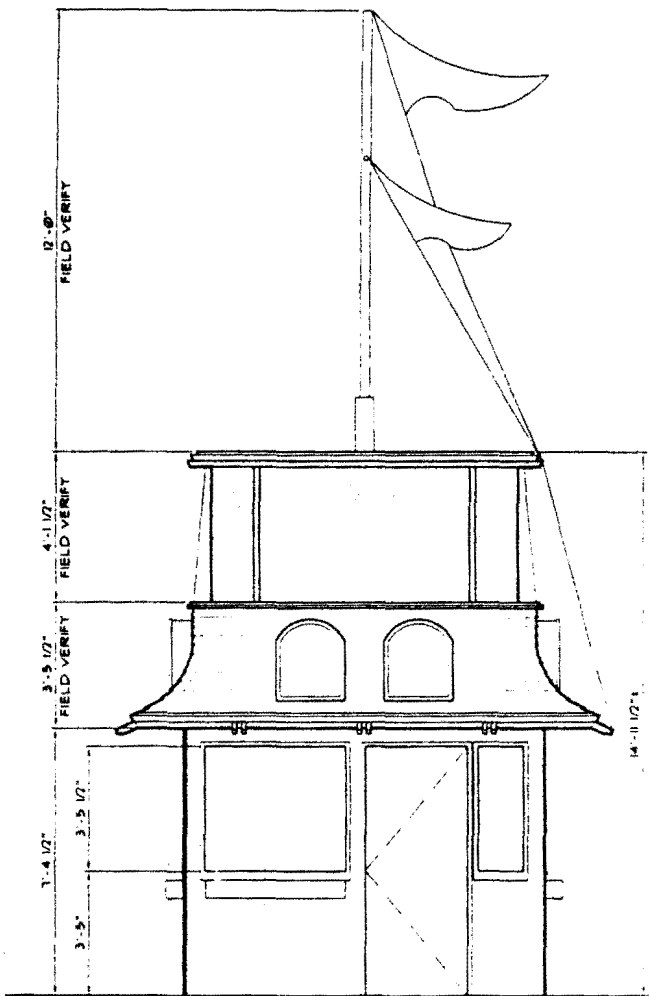 12'-0"
FIELD VERIFY
4'-1 1/2"
FIELD VERIFY
3'-5 1/2"
FIELD VERIFY
7'-4 1/2"
3'-5 1/2"
3'-5"
14'-11 1/2"±